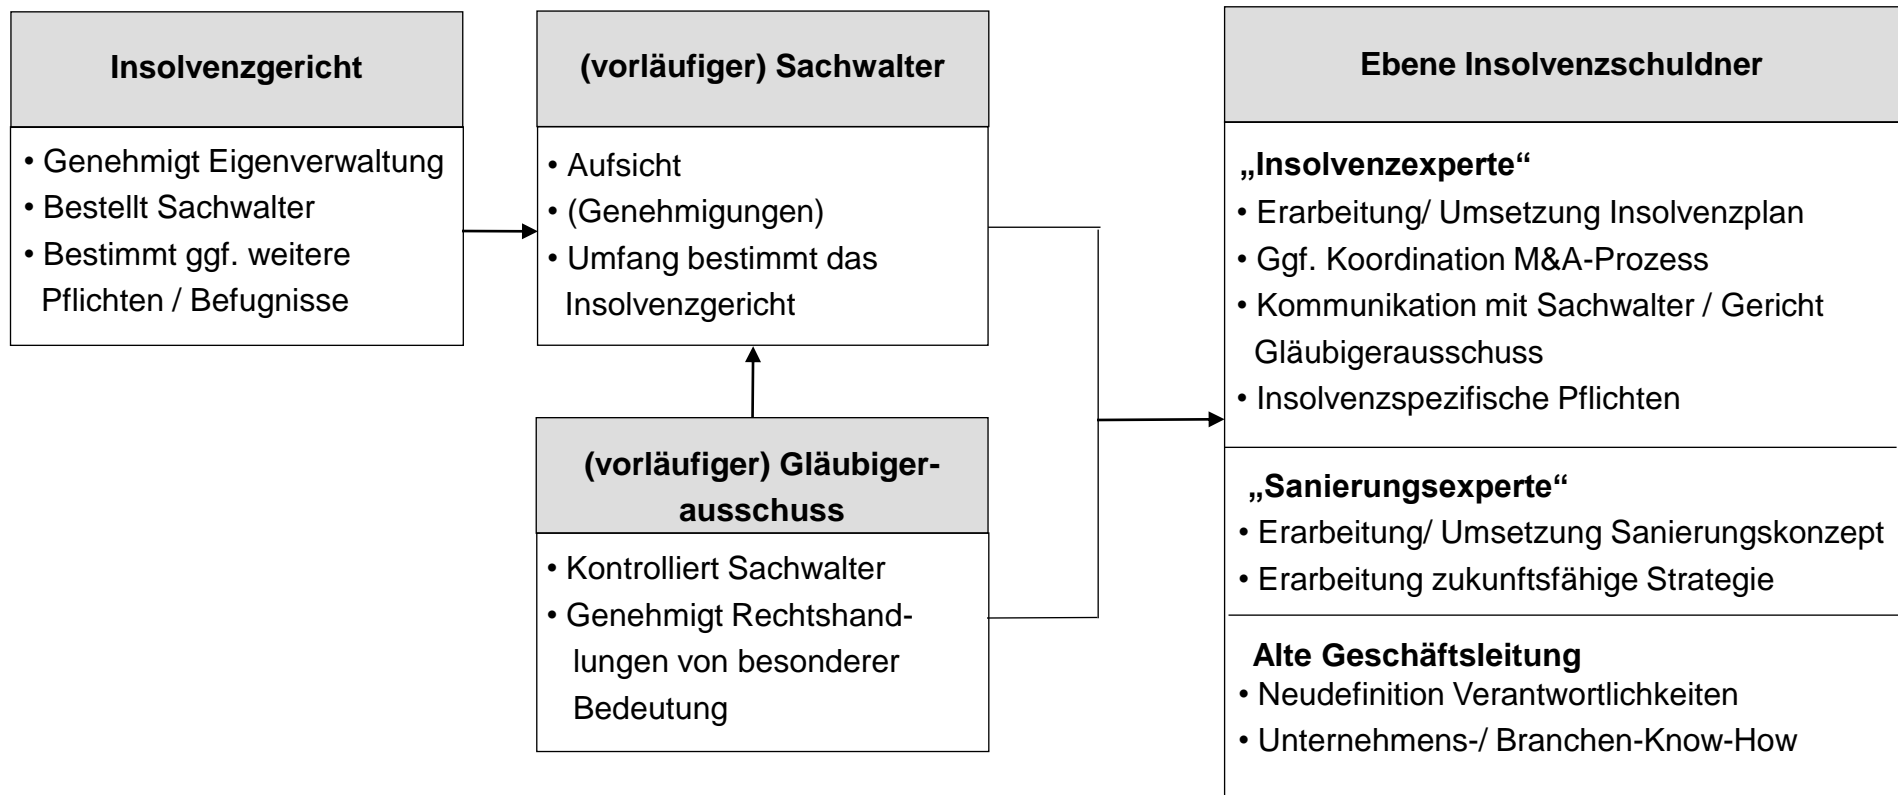 Insolvenzgericht
• Genehmigt Eigenverwaltung
• Bestellt Sachwalter
• Bestimmt ggf. weitere
Pflichten / Befugnisse
(vorläufiger) Sachwalter
• Aufsicht
• (Genehmigungen)
• Umfang bestimmt das
Insolvenzgericht
(vorläufiger) Gläubiger-
ausschuss
• Kontrolliert Sachwalter
• Genehmigt Rechtshand-
lungen von besonderer
Bedeutung
Ebene Insolvenzschuldner
„Insolvenzexperte“
• Erarbeitung/ Umsetzung Insolvenzplan
• Ggf. Koordination M&A-Prozess
• Kommunikation mit Sachwalter / Gericht
Gläubigerausschuss
• Insolvenzspezifische Pflichten
„Sanierungsexperte“
• Erarbeitung/ Umsetzung Sanierungskonzept
• Erarbeitung zukunftsfähige Strategie
Alte Geschäftsleitung
• Neudefinition Verantwortlichkeiten
• Unternehmens-/ Branchen-Know-How